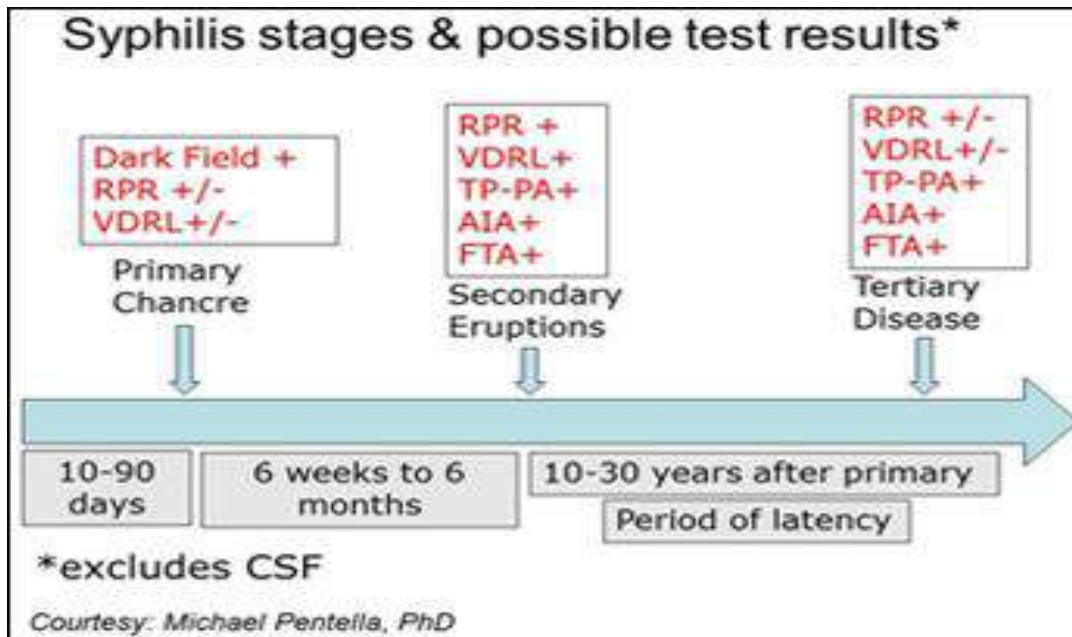 Syphilis stages & possible test results*
Dark Field +
RPR +/-
VDRL+/-
Primary
Chancre
RPR +
VDRL+
TP-PA+
AIA+
FTA+
Secondary
Eruptions
RPR +/-
VDRL+/-
TP-PA+
AIA+
FTA+
Tertiary
Disease
10-90
days
6 weeks to 6
months
10-30 years after primary
Period of latency
*excludes CSF
Courtesy: Michael Pentella, PhD